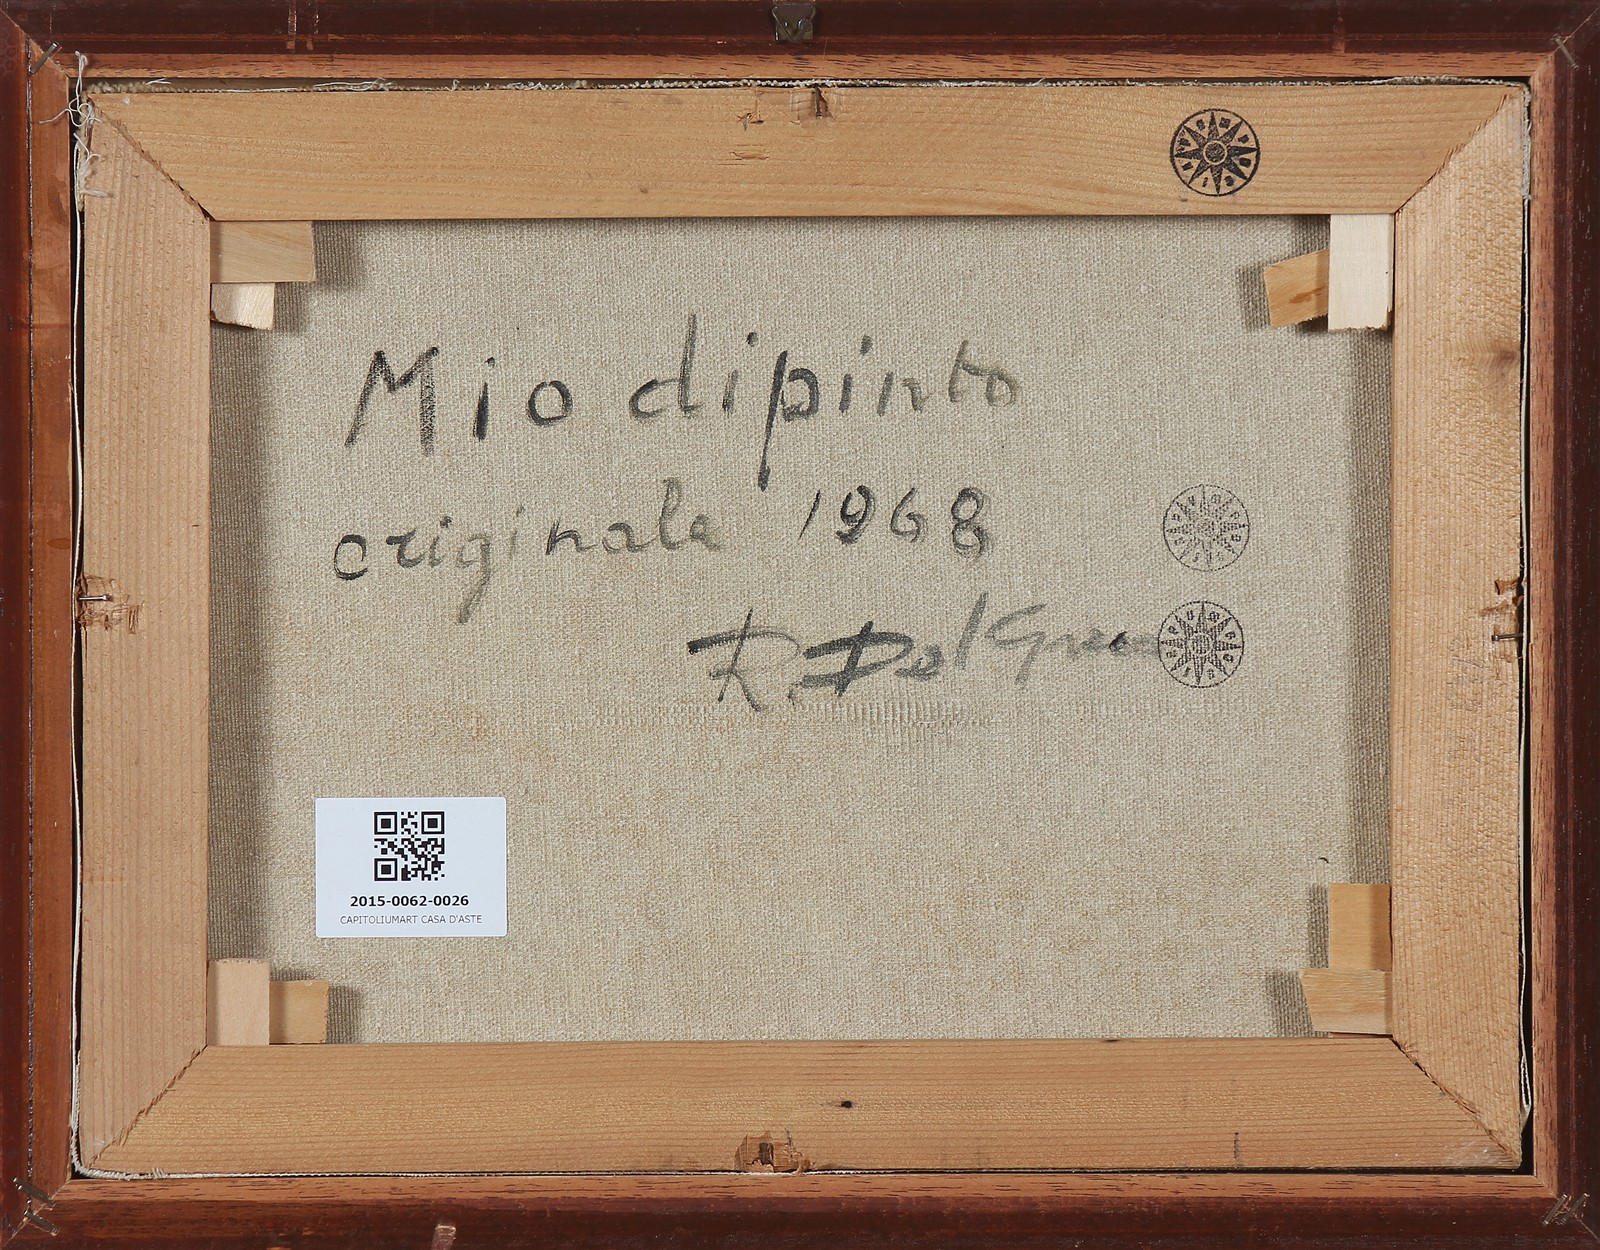 Mio dipinto
originale 1968
R. Del Greco
2015-0062-0026
CAPITOLIUMART CASA D'ASTE